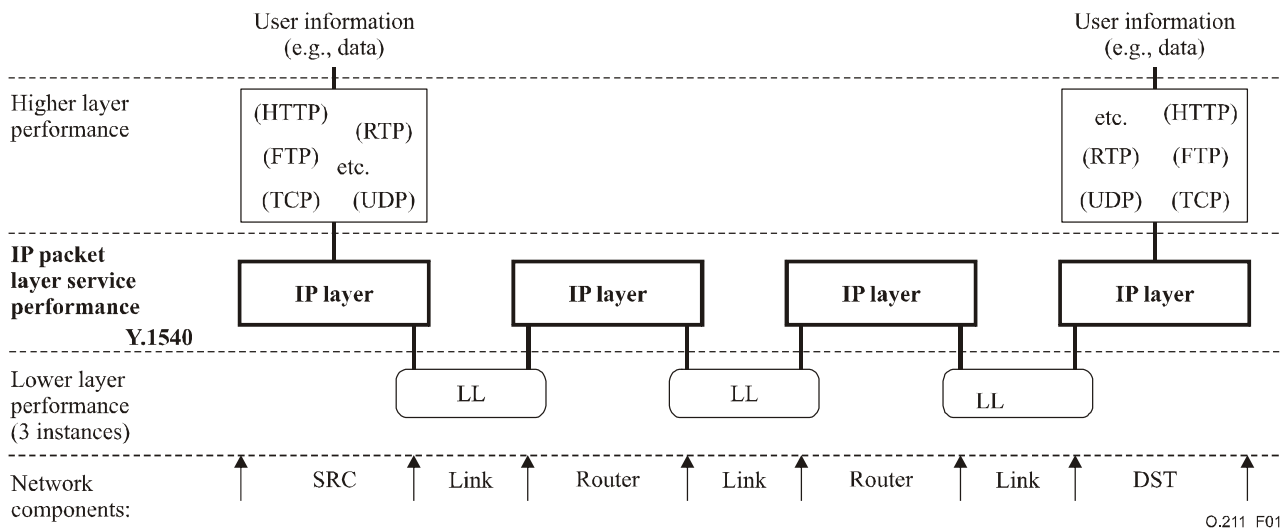 User information
(e.g., data)
User information
(e.g., data)
Higher layer
performance
(HTTP)
(RTP)
(FTP)
etc.
(TCP) (UDP)
etc. (HTTP)
(RTP) (FTP)
(UDP) (TCP)
IP packet
layer service
performance
Y.1540
IP layer IP layer IP layer IP layer
Lower layer
performance
(3 instances)
LL LL LL
Network
components:
SRC Link Router Link Router Link DST
O.211_F01